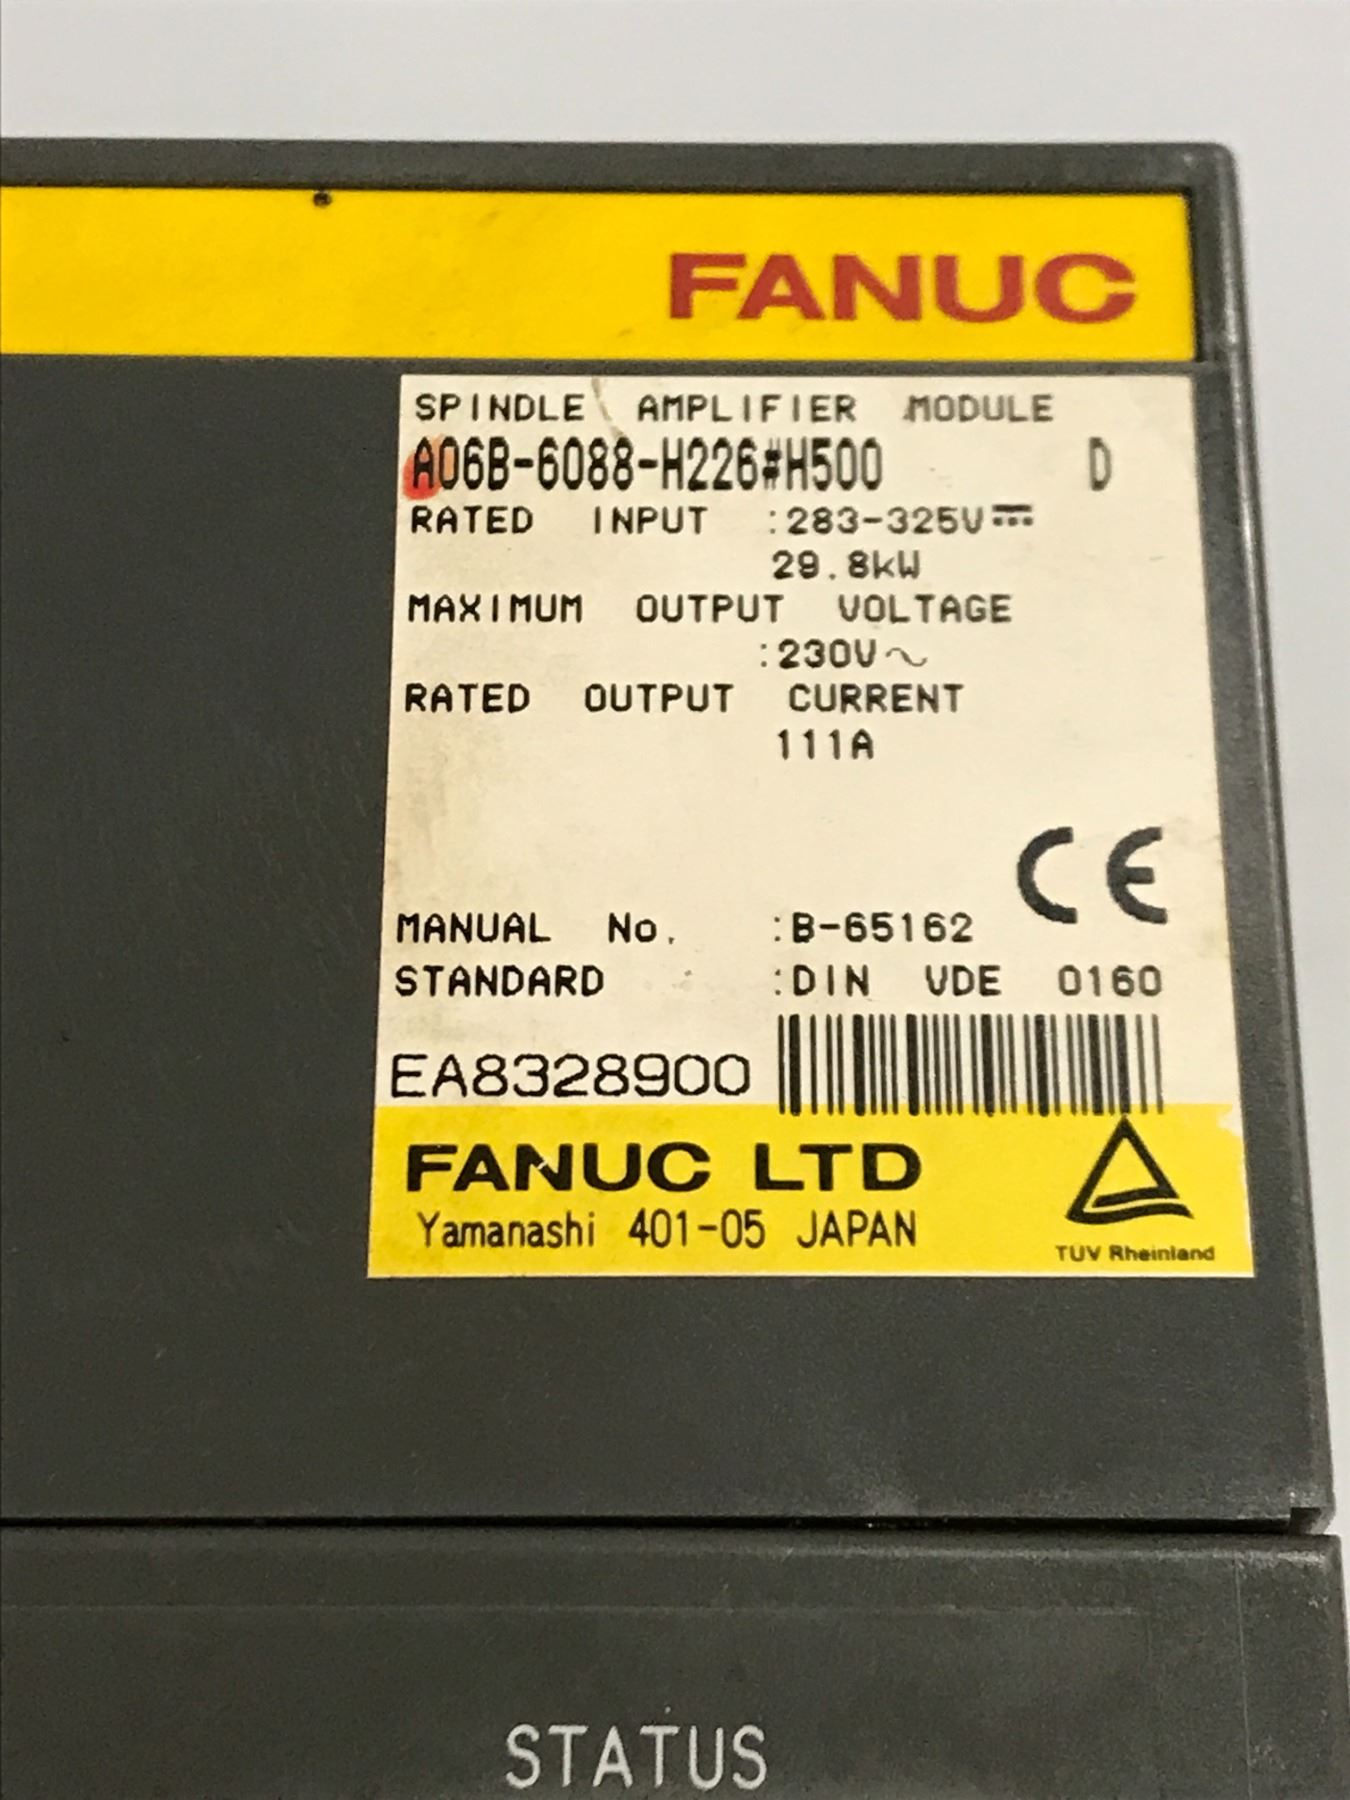 FANUC
SPINDLE AMPLIFIER MODULE
A06B-6088-H226#H500 D
RATED INPUT :283-325V⎓
29.8kW
MAXIMUM OUTPUT VOLTAGE
:230V~
RATED OUTPUT CURRENT
111A
CE
MANUAL No. :B-65162
STANDARD :DIN VDE 0160
EA8328900
FANUC LTD
Yamanashi 401-05 JAPAN
TUV Rheinland
STATUS